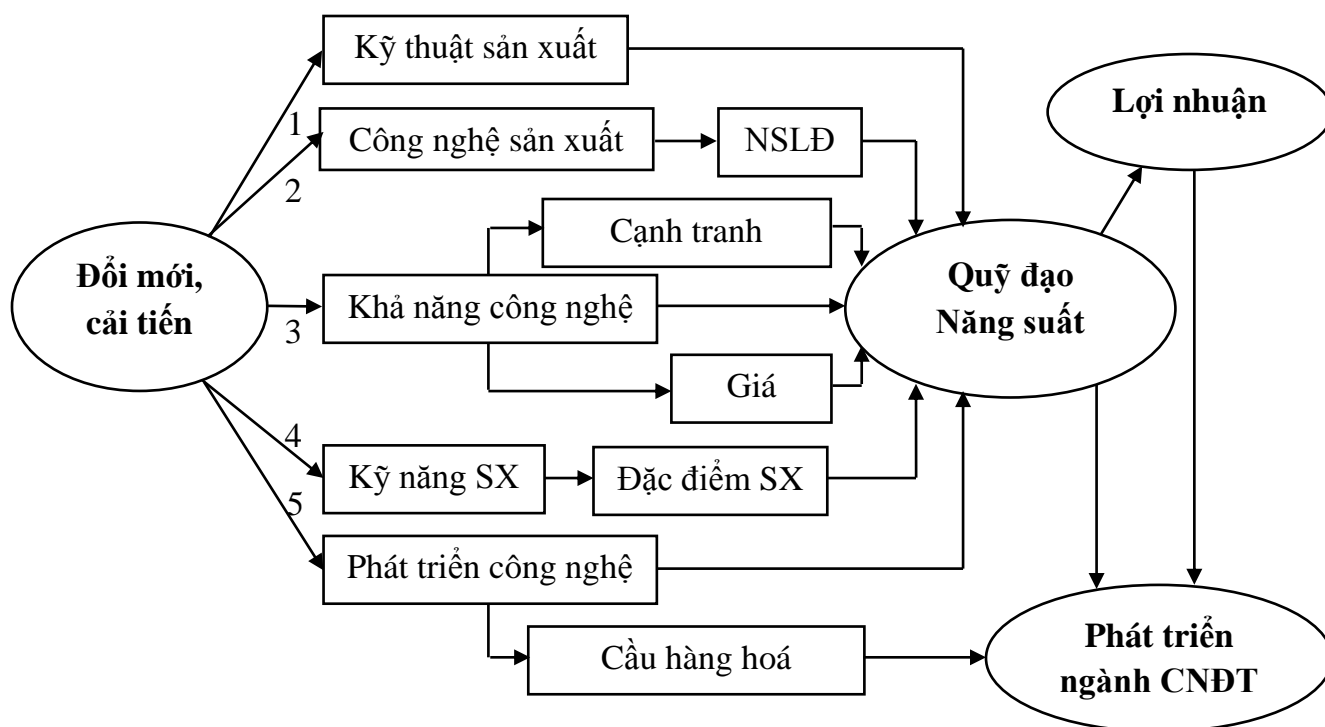 Kỹ thuật sản xuất
Lợi nhuận
1
Công nghệ sản xuất
NSLĐ
2
Cạnh tranh
Đổi mới,
cải tiến
Quỹ đạo
Năng suất
Khả năng công nghệ
3
Giá
4
Kỹ năng SX
Đặc điểm SX
5
Phát triển công nghệ
Cầu hàng hoá
Phát triển
ngành CNĐT